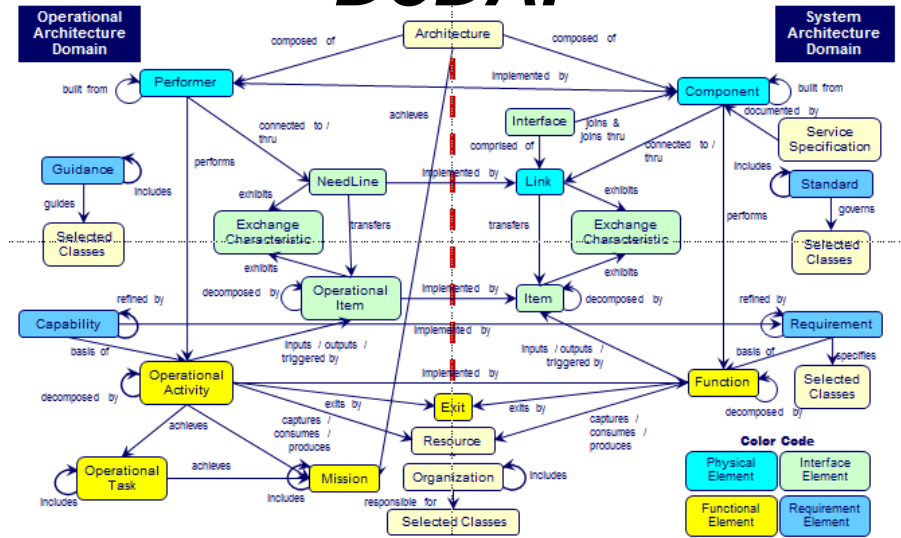 Operational
Architecture
Domain
System
Architecture
Domain
Architecture
composed of
composed of
Performer
built from
Implemented by
Component
built from
achieves
documented by
Interface
joins &
joins thru
Service
Specification
connected to /
thru
comprised of
connected to /
thru
performs
Guidance
Includes
guides
Selected
Classes
NeedLine
Implemented by
Link
exhibits
exhibits
Includes
Standard
governs
Selected
Classes
Exchange
Characteristic
transfers
transfers
Exchange
Characteristic
performs
exhibits
exhibits
decomposed by
Operational
Item
Implemented by
Item
decomposed by
refined by
refined by
Capability
Implemented by
Requirement
basis of
Inputs / outputs /
triggered by
Inputs / outputs /
triggered by
basis of
specifies
Operational
Activity
Implemented by
Function
Selected
Classes
decomposed by
decomposed by
exits by
Exit
exits by
achieves
captures /
consumes /
produces
captures /
consumes /
produces
Resource
Operational
Task
Includes
achieves
Mission
Includes
Organization
Includes
responsible for
Selected Classes
Color Code
Physical
Element
Interface
Element
Functional
Element
Requirement
Element